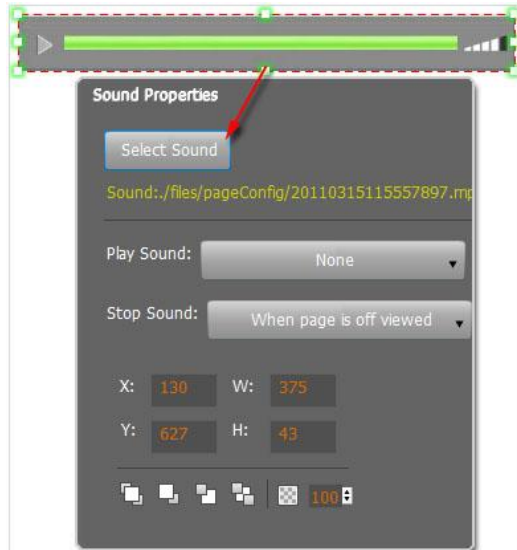 Sound Properties
Select Sound
Sound:./files/pageConfig/20110315115557897.mp
Play Sound: None
Stop Sound: When page is off viewed
X: 130 W: 375
Y: 627 H: 43
100